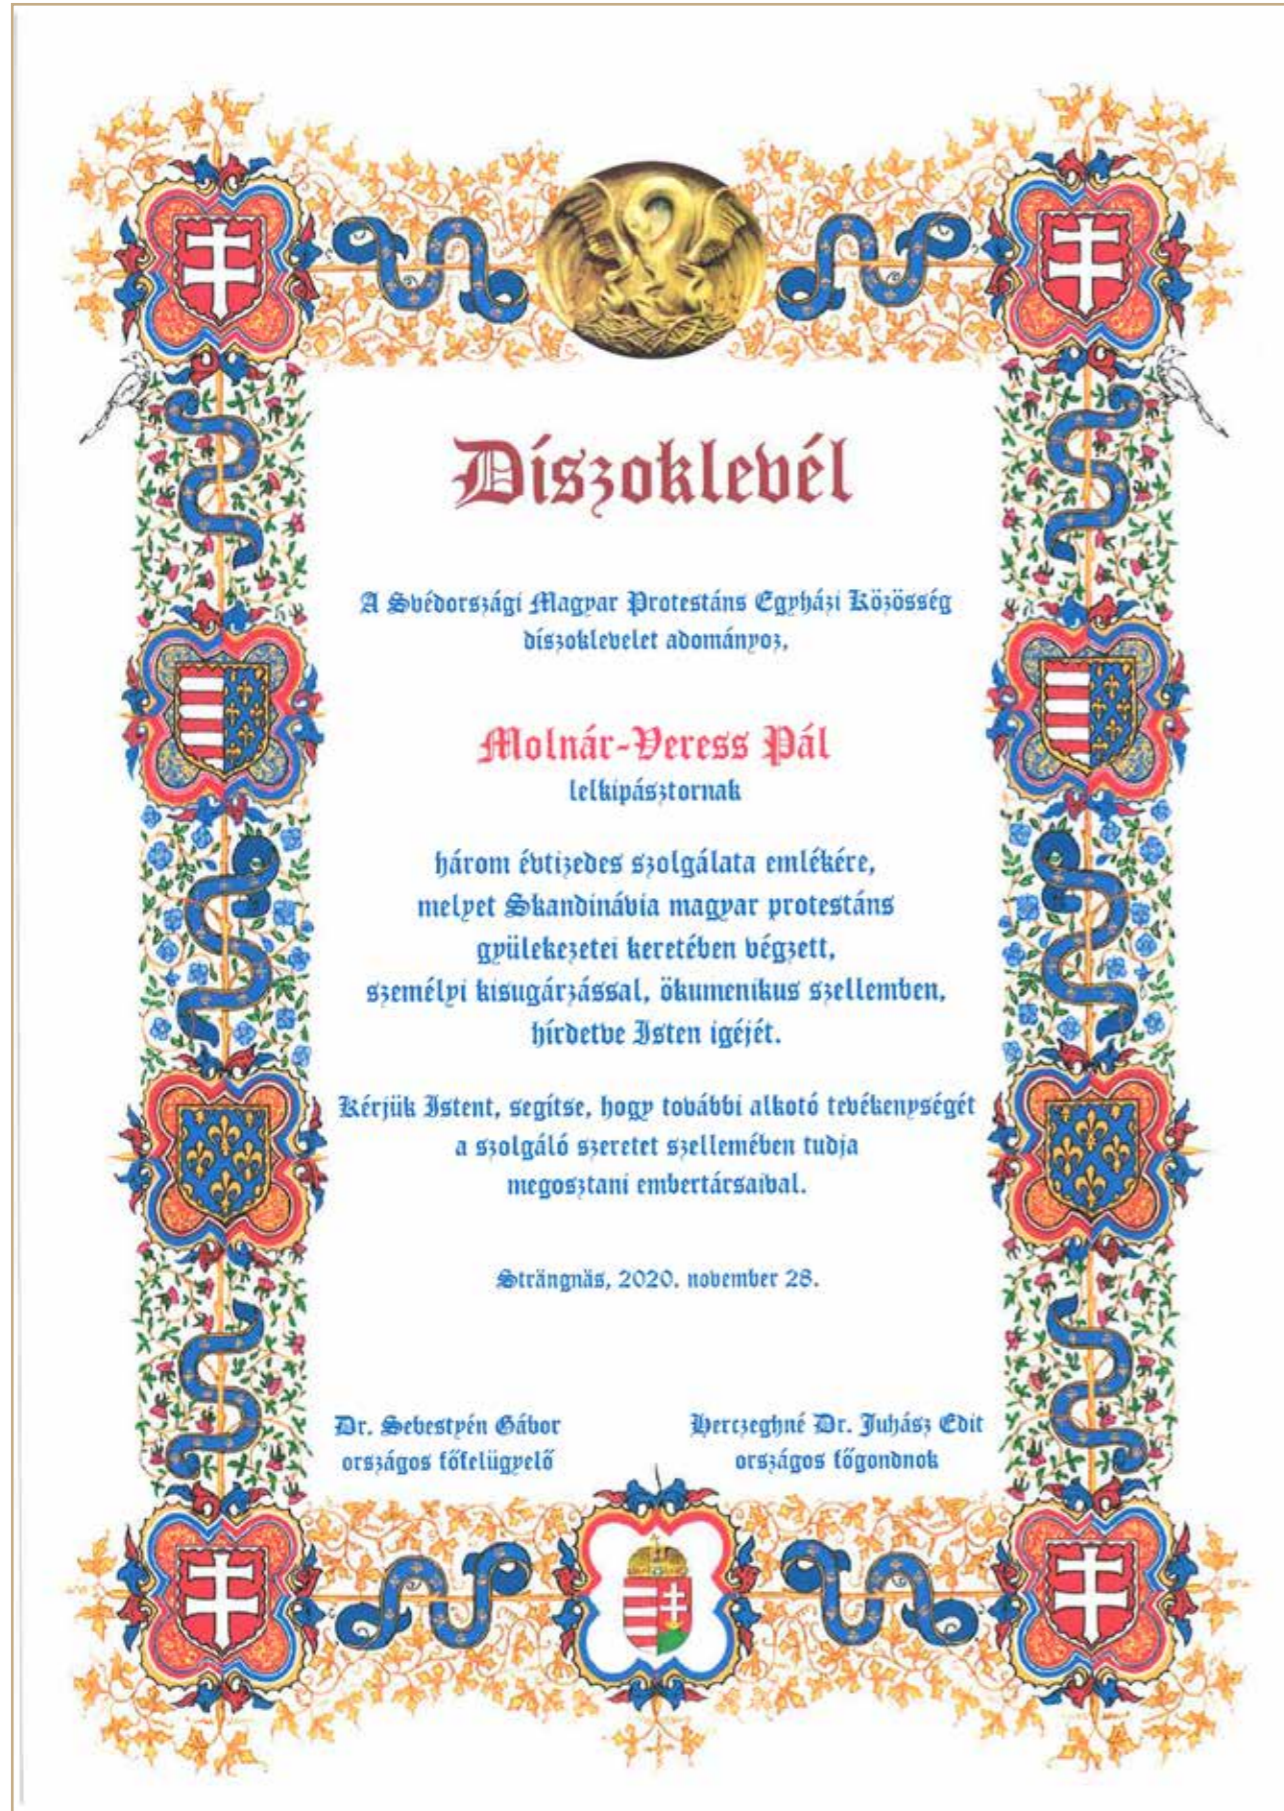 Díszoklevél
A Svédországi Magyar Protestáns Egyházi Közösség
díszoklevelet adományoz,
Molnár-Veress Pál
lelkipásztornak
három évtizedes szolgálata emlékére,
melyet Skandinávia magyar protestáns
gyülekezetei keretében végzett,
személyi kisugárzással, ökumenikus szellemben,
hírdetve Isten igéjét.
Kérjük Istent, segítse, hogy további alkotó tevékenységét
a szolgáló szeretet szellemében tudja
megosztani embertársaival.
Strängnäs, 2020. november 28.
Dr. Sebestyén Gábor
országos főfelügyelő
Herczeghné Dr. Juhász Edit
országos főgondnok